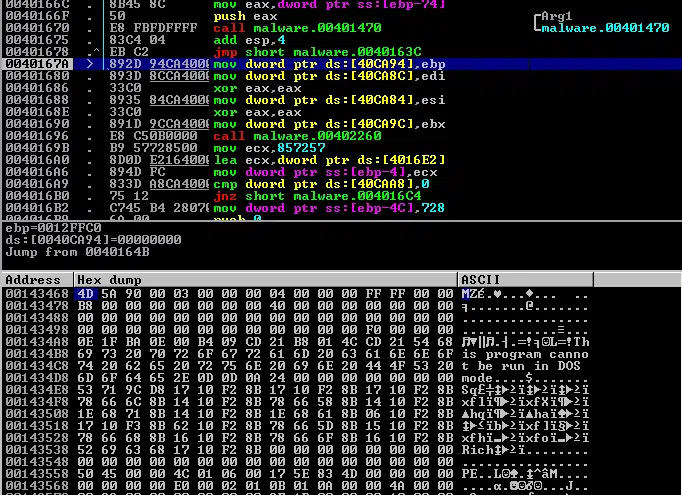 0040166C . 8B45 8C mov eax,dword ptr ss:[ebp-74]
0040166F . 50 push eax Arg1
00401670 . E8 FBFDFFFF call malware.00401470 malware.00401470
00401675 . 83C4 04 add esp,4
00401678 .^ EB C2 jmp short malware.0040163C
0040167A > 892D 94CA4000 mov dword ptr ds:[40CA94],ebp
00401680 . 893D 8CCA4000 mov dword ptr ds:[40CA8C],edi
00401686 . 33C0 xor eax,eax
00401688 . 8935 84CA4000 mov dword ptr ds:[40CA84],esi
0040168E . 33C0 xor eax,eax
00401690 . 891D 9CCA4000 mov dword ptr ds:[40CA9C],ebx
00401696 . E8 C50B0000 call malware.00402260
0040169B . B9 57728500 mov ecx,857257
004016A0 . 8D0D E2164000 lea ecx,dword ptr ds:[4016E2]
004016A6 . 894D FC mov dword ptr ss:[ebp-4],ecx
004016A9 . 833D A8CA4000 cmp dword ptr ds:[40CAA8],0
004016B0 . 75 12 jnz short malware.004016C4
004016B2 . C745 B4 28070 mov dword ptr ss:[ebp-4C],728
004016B9 . 6A 00 push 0
ebp=0012FFC0
ds:[0040CA94]=00000000
Jump from 0040164B
Address Hex dump ASCII
00143468 4D 5A 90 00 03 00 00 00 04 00 00 00 FF FF 00 00
00143478 B8 00 00 00 00 00 00 00 40 00 00 00 00 00 00 00
00143488 00 00 00 00 00 00 00 00 00 00 00 00 00 00 00 00
00143498 00 00 00 00 00 00 00 00 00 00 00 00 F0 00 00 00
001434A8 0E 1F BA 0E 00 B4 09 CD 21 B8 01 4C CD 21 54 68
001434B8 69 73 20 70 72 6F 67 72 61 6D 20 63 61 6E 6E 6F is program canno
001434C8 74 20 62 65 20 72 75 6E 20 69 6E 20 44 4F 53 20 t be run in DOS
001434D8 6D 6F 64 65 2E 0D 0D 0A 24 00 00 00 00 00 00 00 mode....$.......
001434E8 53 71 9C D8 17 10 F2 8B 17 10 F2 8B 17 10 F2 8B
001434F8 78 66 6C 8B 14 10 F2 8B 78 66 58 8B 14 10 F2 8B
00143508 1E 68 71 8B 14 10 F2 8B 1E 68 61 8B 06 10 F2 8B
00143518 17 10 F3 8B 62 10 F2 8B 78 66 5D 8B 15 10 F2 8B
00143528 78 66 68 8B 16 10 F2 8B 78 66 6F 8B 16 10 F2 8B
00143538 52 69 63 68 17 10 F2 8B 00 00 00 00 00 00 00 00
00143548 00 00 00 00 00 00 00 00 00 00 00 00 00 00 00 00
00143558 50 45 00 00 4C 01 06 00 17 5E 83 4D 00 00 00 00
00143568 00 00 00 00 E0 00 02 01 0B 01 0A 00 00 4A 00 00